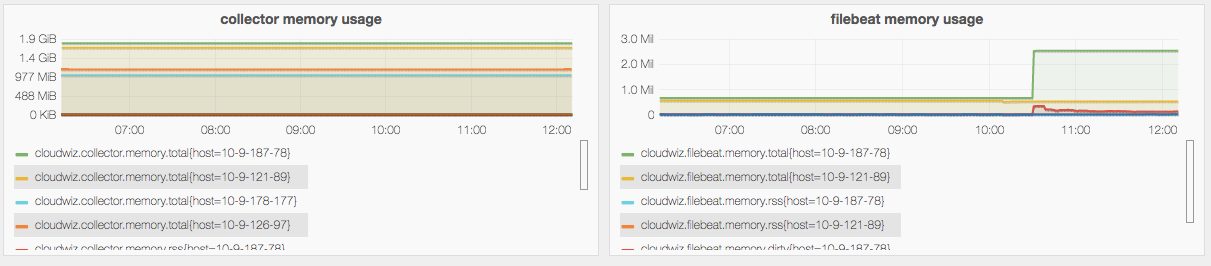 collector memory usage
1.9 GiB
1.4 GiB
977 MiB
488 MiB
0 KiB
07:00 08:00 09:00 10:00 11:00 12:00
cloudwiz.collector.memory.total{host=10-9-187-78}
cloudwiz.collector.memory.total{host=10-9-121-89}
cloudwiz.collector.memory.total{host=10-9-178-177}
cloudwiz.collector.memory.total{host=10-9-126-97}
cloudwiz.collector.memory.rss{host=10-9-187-78}
filebeat memory usage
3.0 Mil
2.0 Mil
1.0 Mil
0
07:00 08:00 09:00 10:00 11:00 12:00
cloudwiz.filebeat.memory.total{host=10-9-187-78}
cloudwiz.filebeat.memory.total{host=10-9-121-89}
cloudwiz.filebeat.memory.rss{host=10-9-187-78}
cloudwiz.filebeat.memory.rss{host=10-9-121-89}
cloudwiz.filebeat.memory.dirty{host=10-9-187-78}